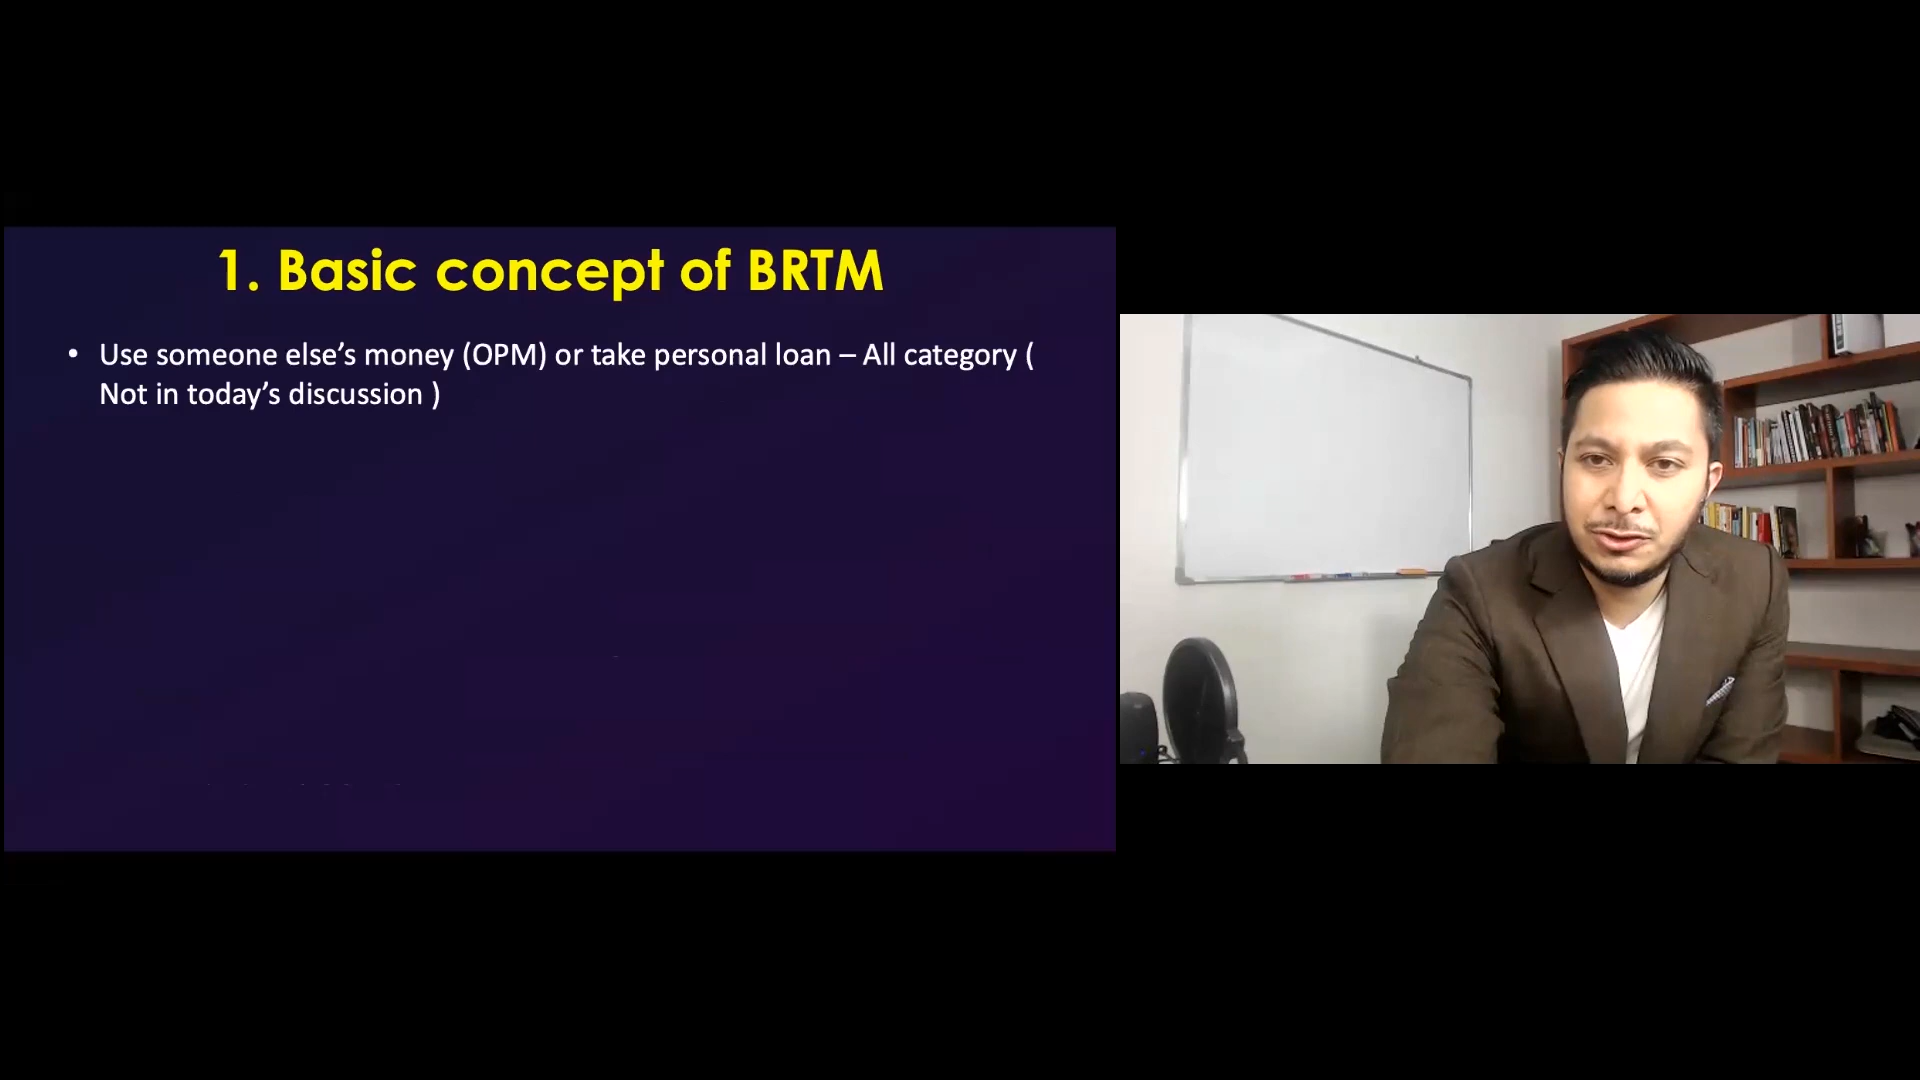 1. Basic concept of BRTM
• Use someone else’s money (OPM) or take personal loan – All category (
Not in today’s discussion )